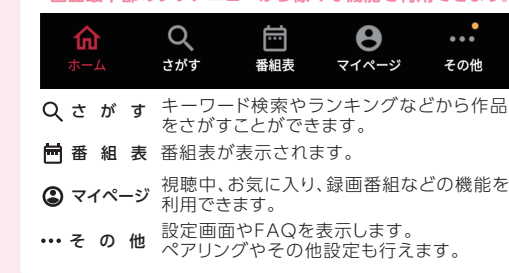 ホーム さがす 番組表 マイページ その他
さがす キーワード検索やランキングなどから作品
をさがすことができます。
番組表 番組表が表示されます。
マイページ 視聴中、お気に入り、録画番組などの機能を
利用できます。
その他 設定画面やFAQを表示します。
ペアリングやその他設定も行えます。